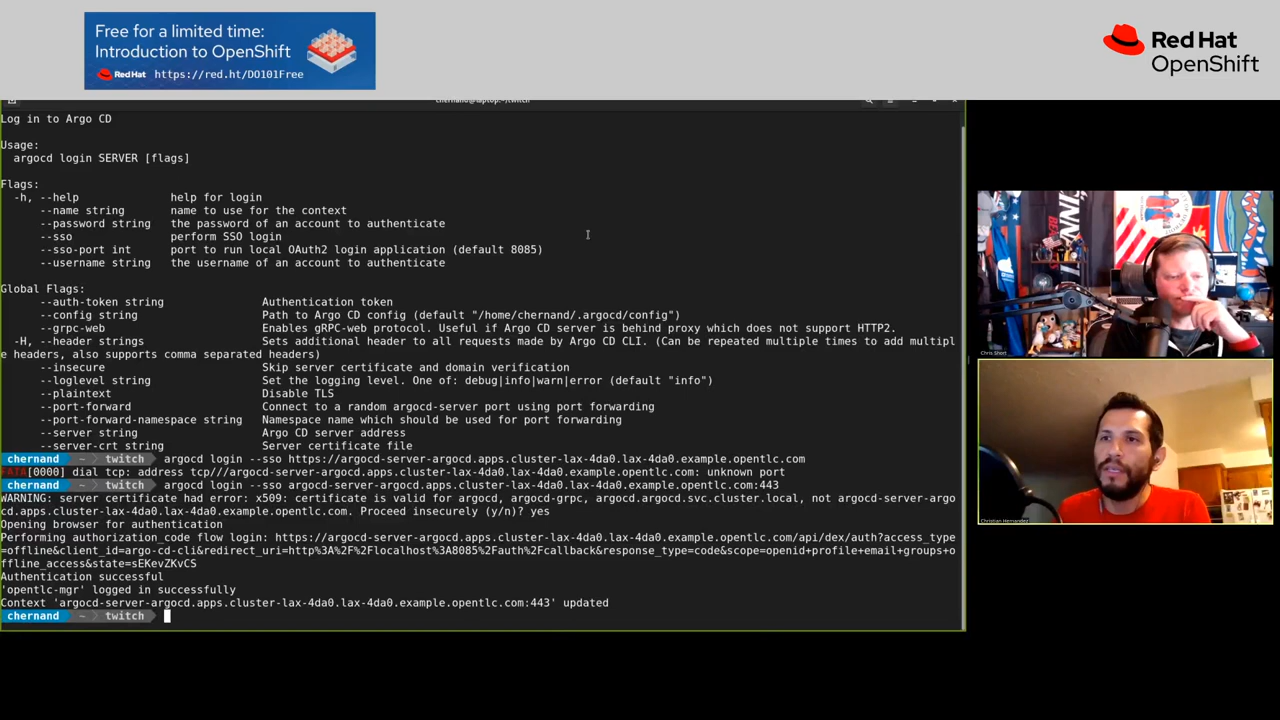 Free for a limited time:
Introduction to OpenShift
Red Hat https://red.ht/DO101Free
Red Hat
OpenShift
chernand@laptop:~/twitch
Log in to Argo CD
Usage:
argocd login SERVER [flags]
Flags:
-h, --help help for login
--name string name to use for the context
--password string the password of an account to authenticate
--sso perform SSO login
--sso-port int port to run local OAuth2 login application (default 8085)
--username string the username of an account to authenticate
Global Flags:
--auth-token string Authentication token
--config string Path to Argo CD config (default "/home/chernand/.argocd/config")
--grpc-web Enables gRPC-web protocol. Useful if Argo CD server is behind proxy which does not support HTTP2.
-H, --header strings Sets additional header to all requests made by Argo CD CLI. (Can be repeated multiple times to add multipl
e headers, also supports comma separated headers)
--insecure Skip server certificate and domain verification
--loglevel string Set the logging level. One of: debug|info|warn|error (default "info")
--plaintext Disable TLS
--port-forward Connect to a random argocd-server port using port forwarding
--port-forward-namespace string Namespace name which should be used for port forwarding
--server string Argo CD server address
--server-crt string Server certificate file
chernand ~ twitch argocd login --sso https://argocd-server-argocd.apps.cluster-lax-4da0.lax-4da0.example.opentlc.com
FATA[0000] dial tcp: address tcp///argocd-server-argocd.apps.cluster-lax-4da0.lax-4da0.example.opentlc.com: unknown port
chernand ~ twitch argocd login --sso argocd-server-argocd.apps.cluster-lax-4da0.lax-4da0.example.opentlc.com:443
WARNING: server certificate had error: x509: certificate is valid for argocd, argocd-grpc, argocd.argocd.svc.cluster.local, not argocd-server-argo
cd.apps.cluster-lax-4da0.lax-4da0.example.opentlc.com. Proceed insecurely (y/n)? yes
Opening browser for authentication
Performing authorization_code flow login: https://argocd-server-argocd.apps.cluster-lax-4da0.lax-4da0.example.opentlc.com/api/dex/auth?access_type
=offline&client_id=argo-cd-cli&redirect_uri=http%3A%2F%2Flocalhost%3A8085%2Fauth%2Fcallback&response_type=code&scope=openid+profile+email+groups+o
ffline_access&state=sEKevZKvCS
Authentication successful
'opentlc-mgr' logged in successfully
Context 'argocd-server-argocd.apps.cluster-lax-4da0.lax-4da0.example.opentlc.com:443' updated
chernand ~ twitch
Chris Short
Christian Hernandez